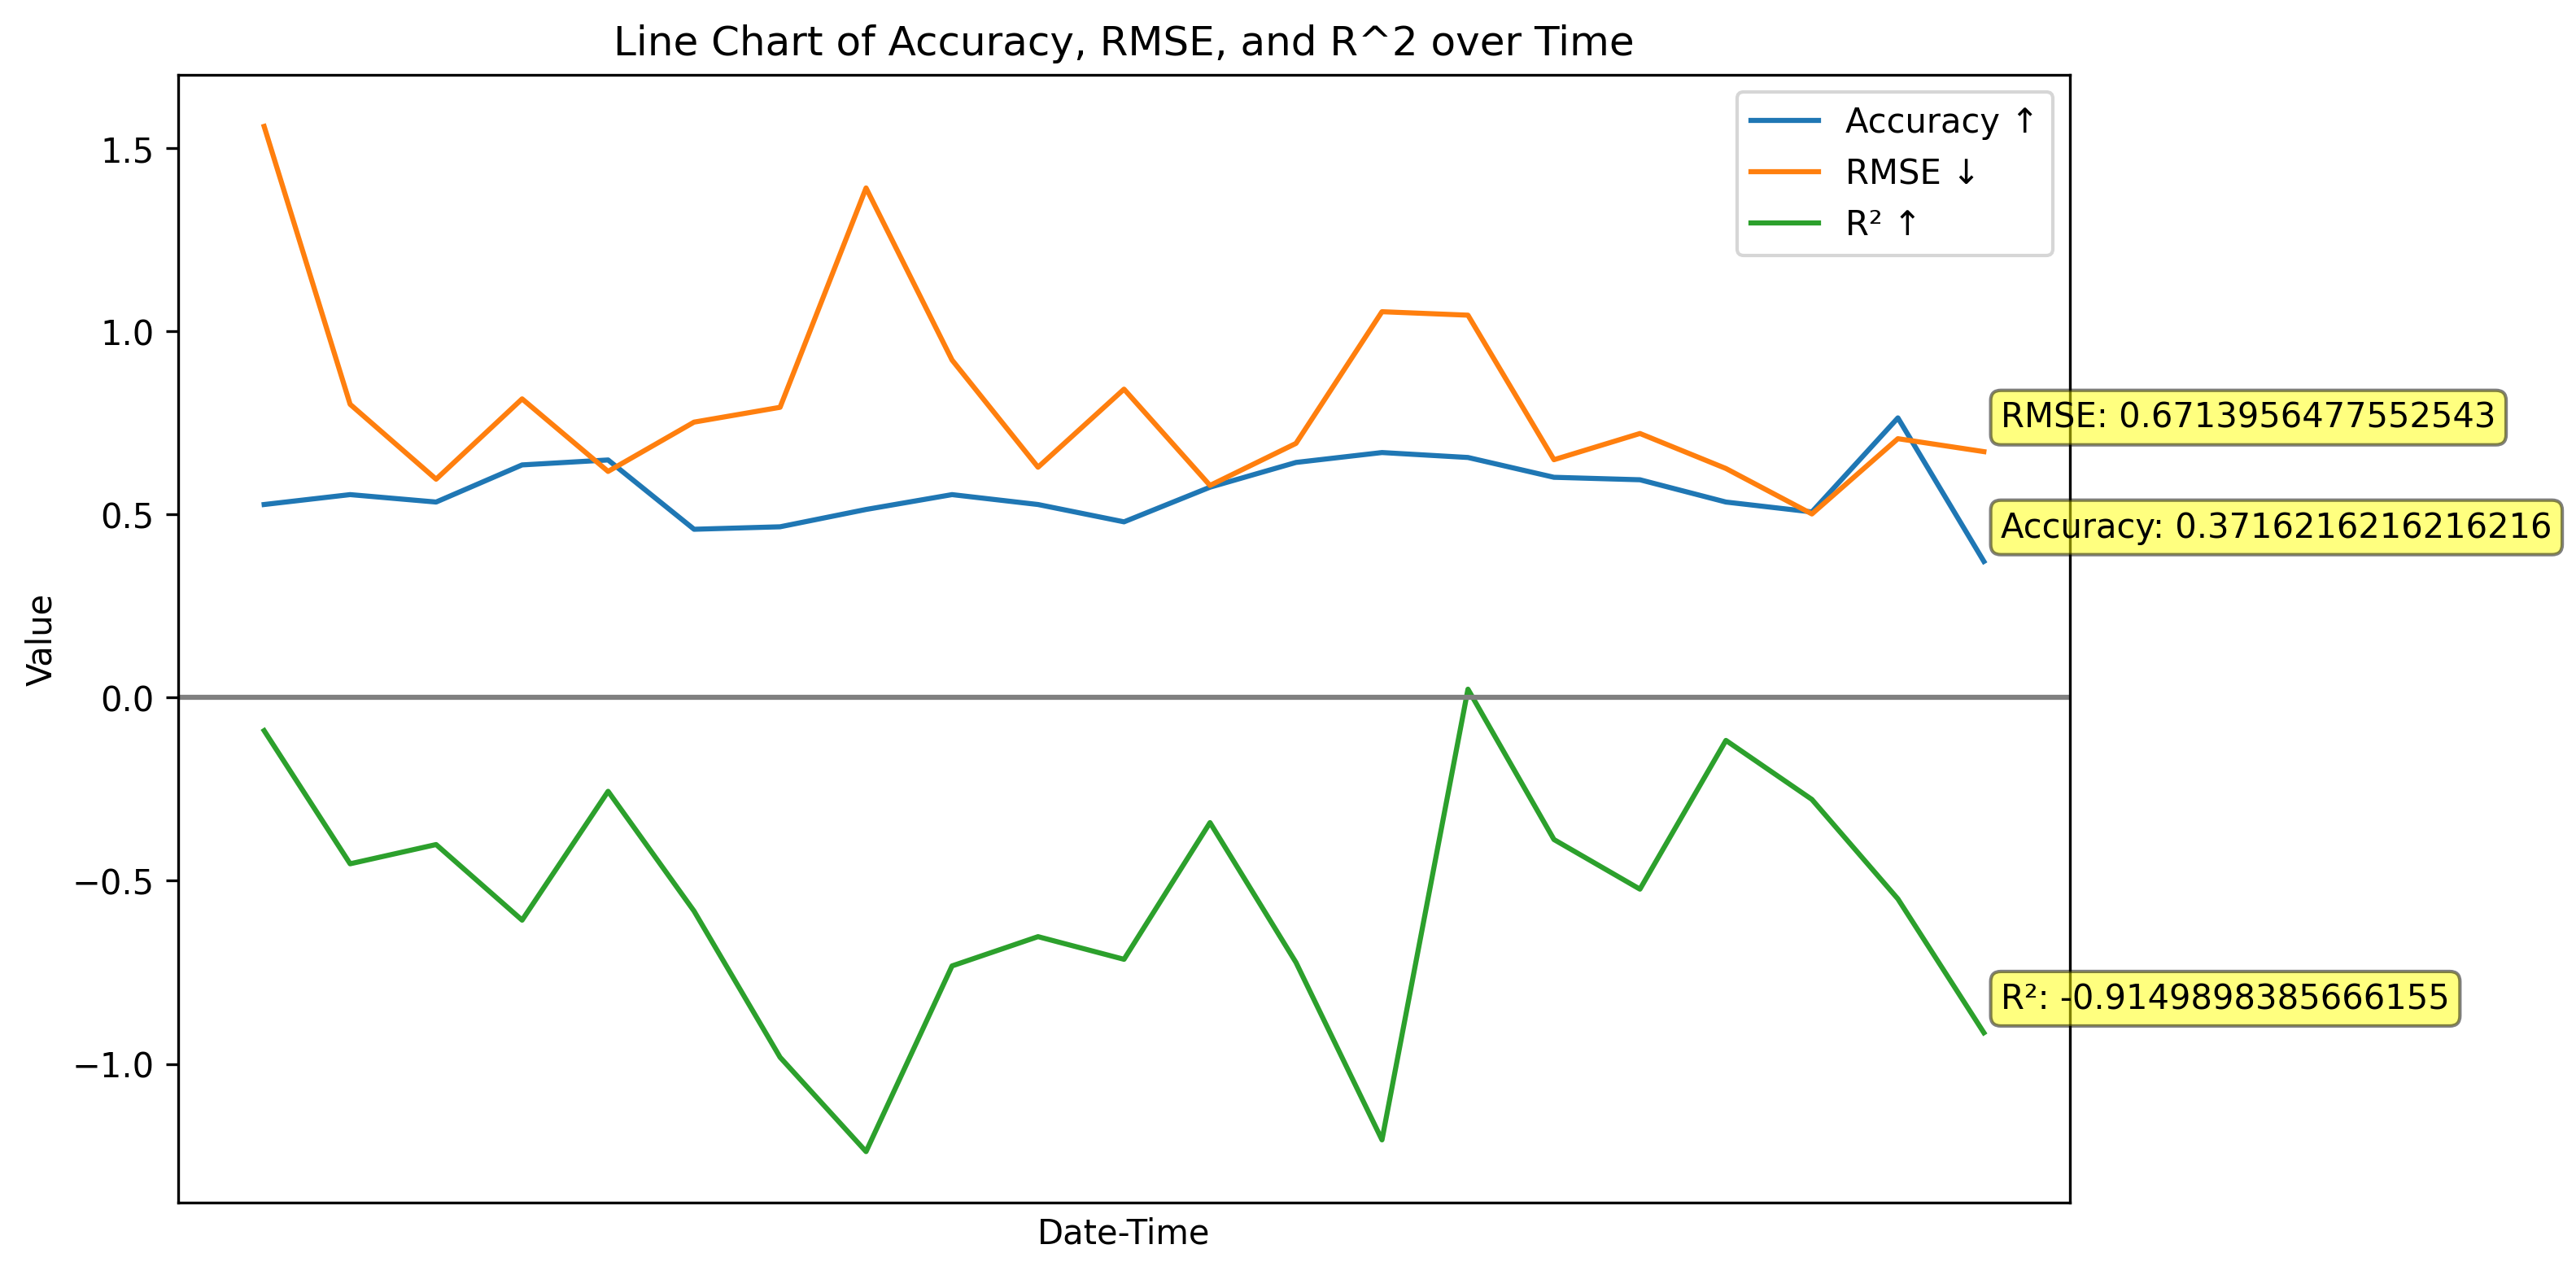 Line Chart of Accuracy, RMSE, and R^2 over Time
Accuracy ↑
RMSE ↓
R² ↑
1.5
1.0
0.5
0.0
−0.5
−1.0
Value
RMSE: 0.6713956477552543
Accuracy: 0.3716216216216216
R²: -0.9149898385666155
Date-Time